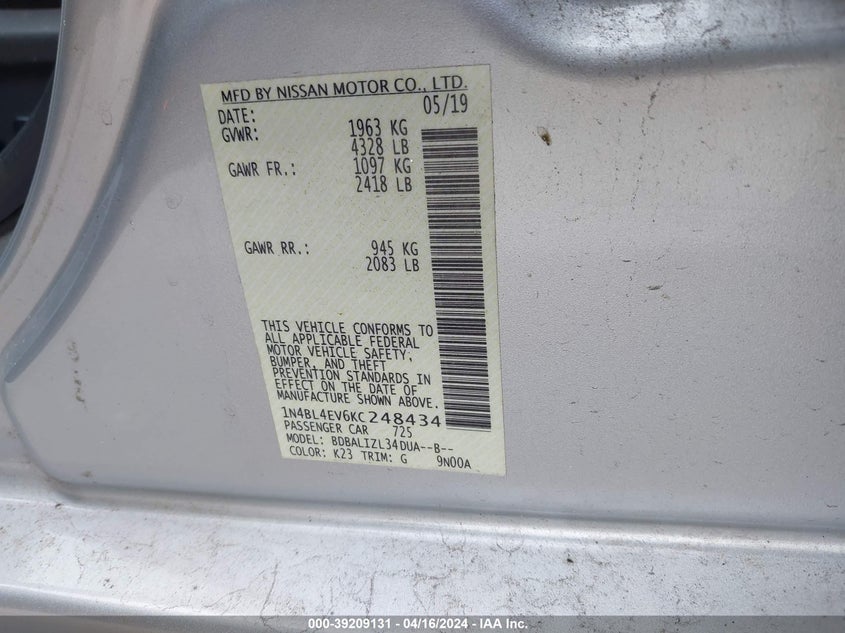 MFD BY NISSAN MOTOR CO., LTD.
DATE: 05/19
GVWR: 1963 KG
4328 LB
GAWR FR.: 1097 KG
2418 LB
GAWR RR.: 945 KG
2083 LB
THIS VEHICLE CONFORMS TO
ALL APPLICABLE FEDERAL
MOTOR VEHICLE SAFETY,
BUMPER, AND THEFT
PREVENTION STANDARDS IN
EFFECT ON THE DATE OF
MANUFACTURE SHOWN ABOVE.
1N4BL4EV6KC248434
PASSENGER CAR 725
MODEL: BDBALIZL34DUA--B--
COLOR: K23 TRIM: G 9N00A
000-39209131 - 04/16/2024 - IAA Inc.